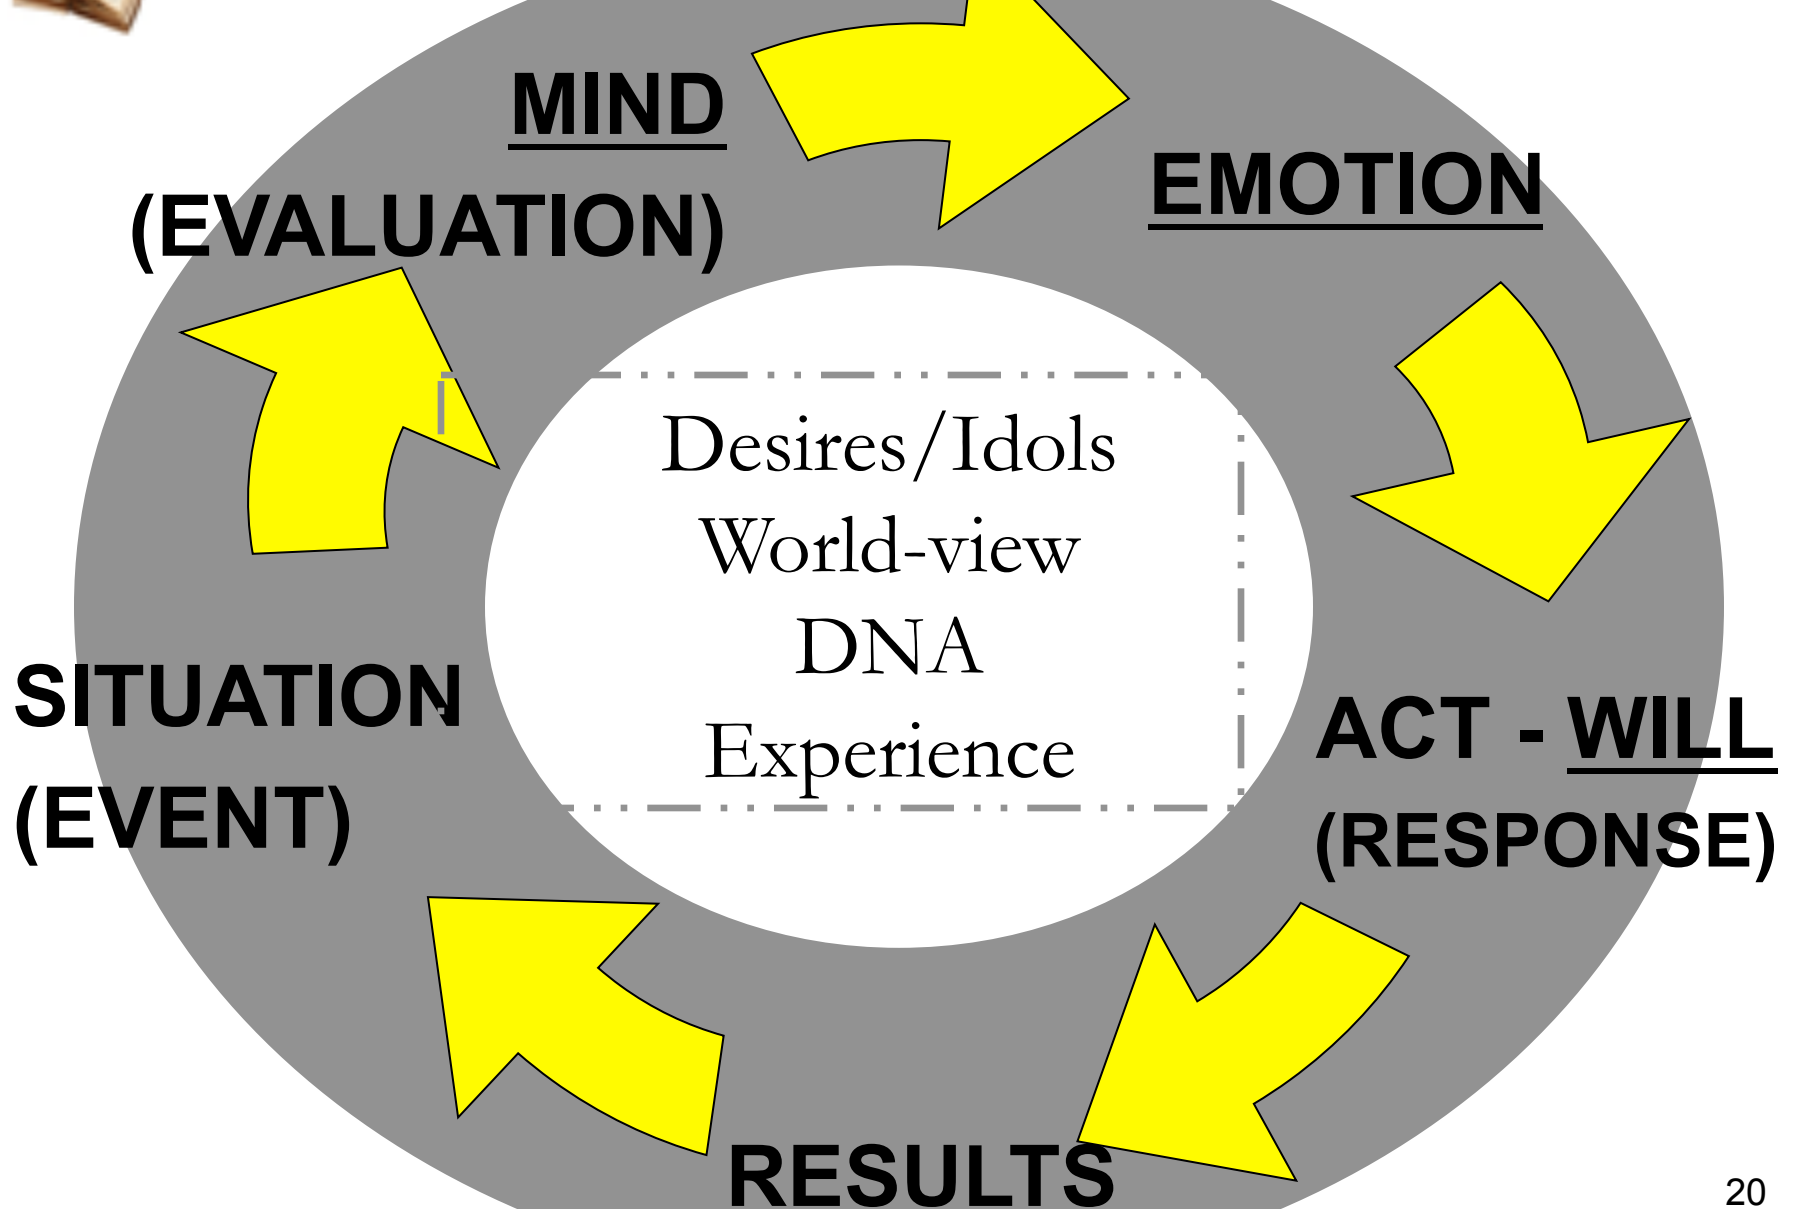 MIND
(EVALUATION)
EMOTION
Desires/Idols
World-view
DNA
Experience
SITUATION
(EVENT)
ACT - WILL
(RESPONSE)
RESULTS
20